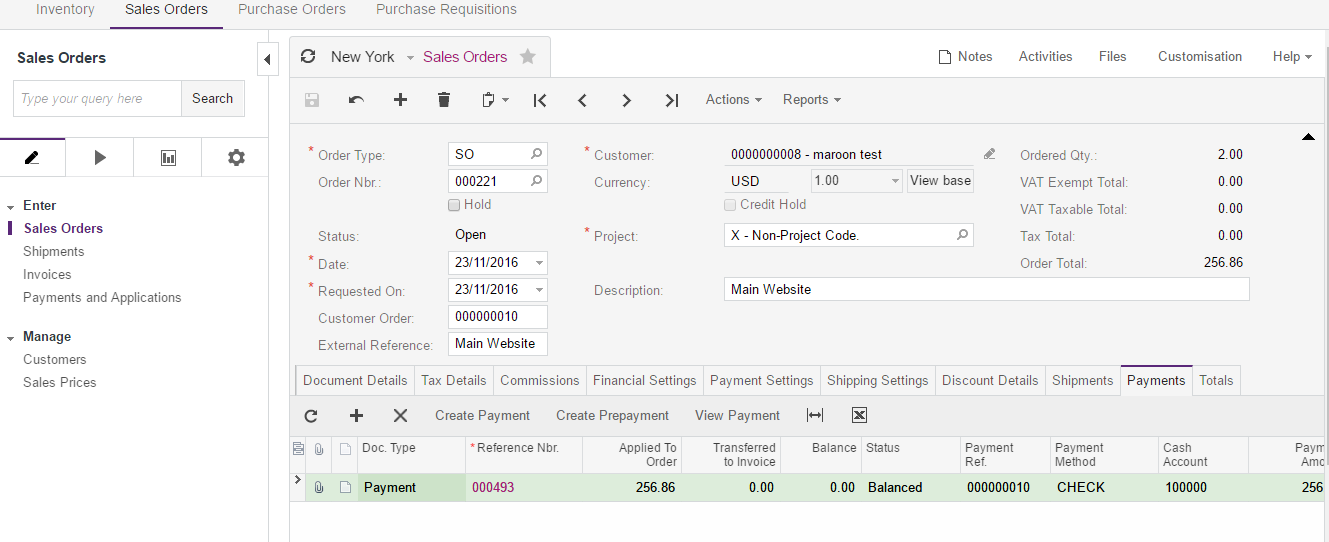 Inventory Sales Orders Purchase Orders Purchase Requisitions
Sales Orders
Type your query here Search
Enter
Sales Orders
Shipments
Invoices
Payments and Applications
Manage
Customers
Sales Prices
New York Sales Orders Notes Activities Files Customisation Help
Actions Reports
* Order Type: SO * Customer: 0000000008 - maroon test Ordered Qty.: 2.00
Order Nbr.: 000221 Currency: USD 1.00 View base VAT Exempt Total: 0.00
Hold Credit Hold VAT Taxable Total: 0.00
Status: Open * Project: X - Non-Project Code. Tax Total: 0.00
* Date: 23/11/2016 Order Total: 256.86
* Requested On: 23/11/2016 Description: Main Website
Customer Order: 000000010
External Reference: Main Website
Document Details Tax Details Commissions Financial Settings Payment Settings Shipping Settings Discount Details Shipments Payments Totals
Create Payment Create Prepayment View Payment
Doc. Type * Reference Nbr. Applied To Order Transferred to Invoice Balance Status Payment Ref. Payment Method Cash Account Paym Amo
Payment 000493 256.86 0.00 0.00 Balanced 000000010 CHECK 100000 256